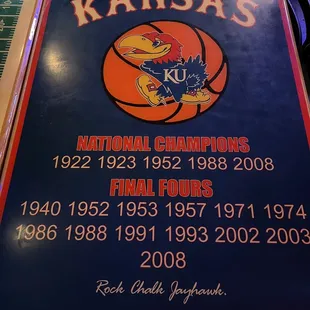 KANSAS
KU
NATIONAL CHAMPIONS
1922 1923 1952 1988 2008
FINAL FOURS
1940 1952 1953 1957 1971 1974
1986 1988 1991 1993 2002 2003
2008
Rock Chalk Jayhawk.